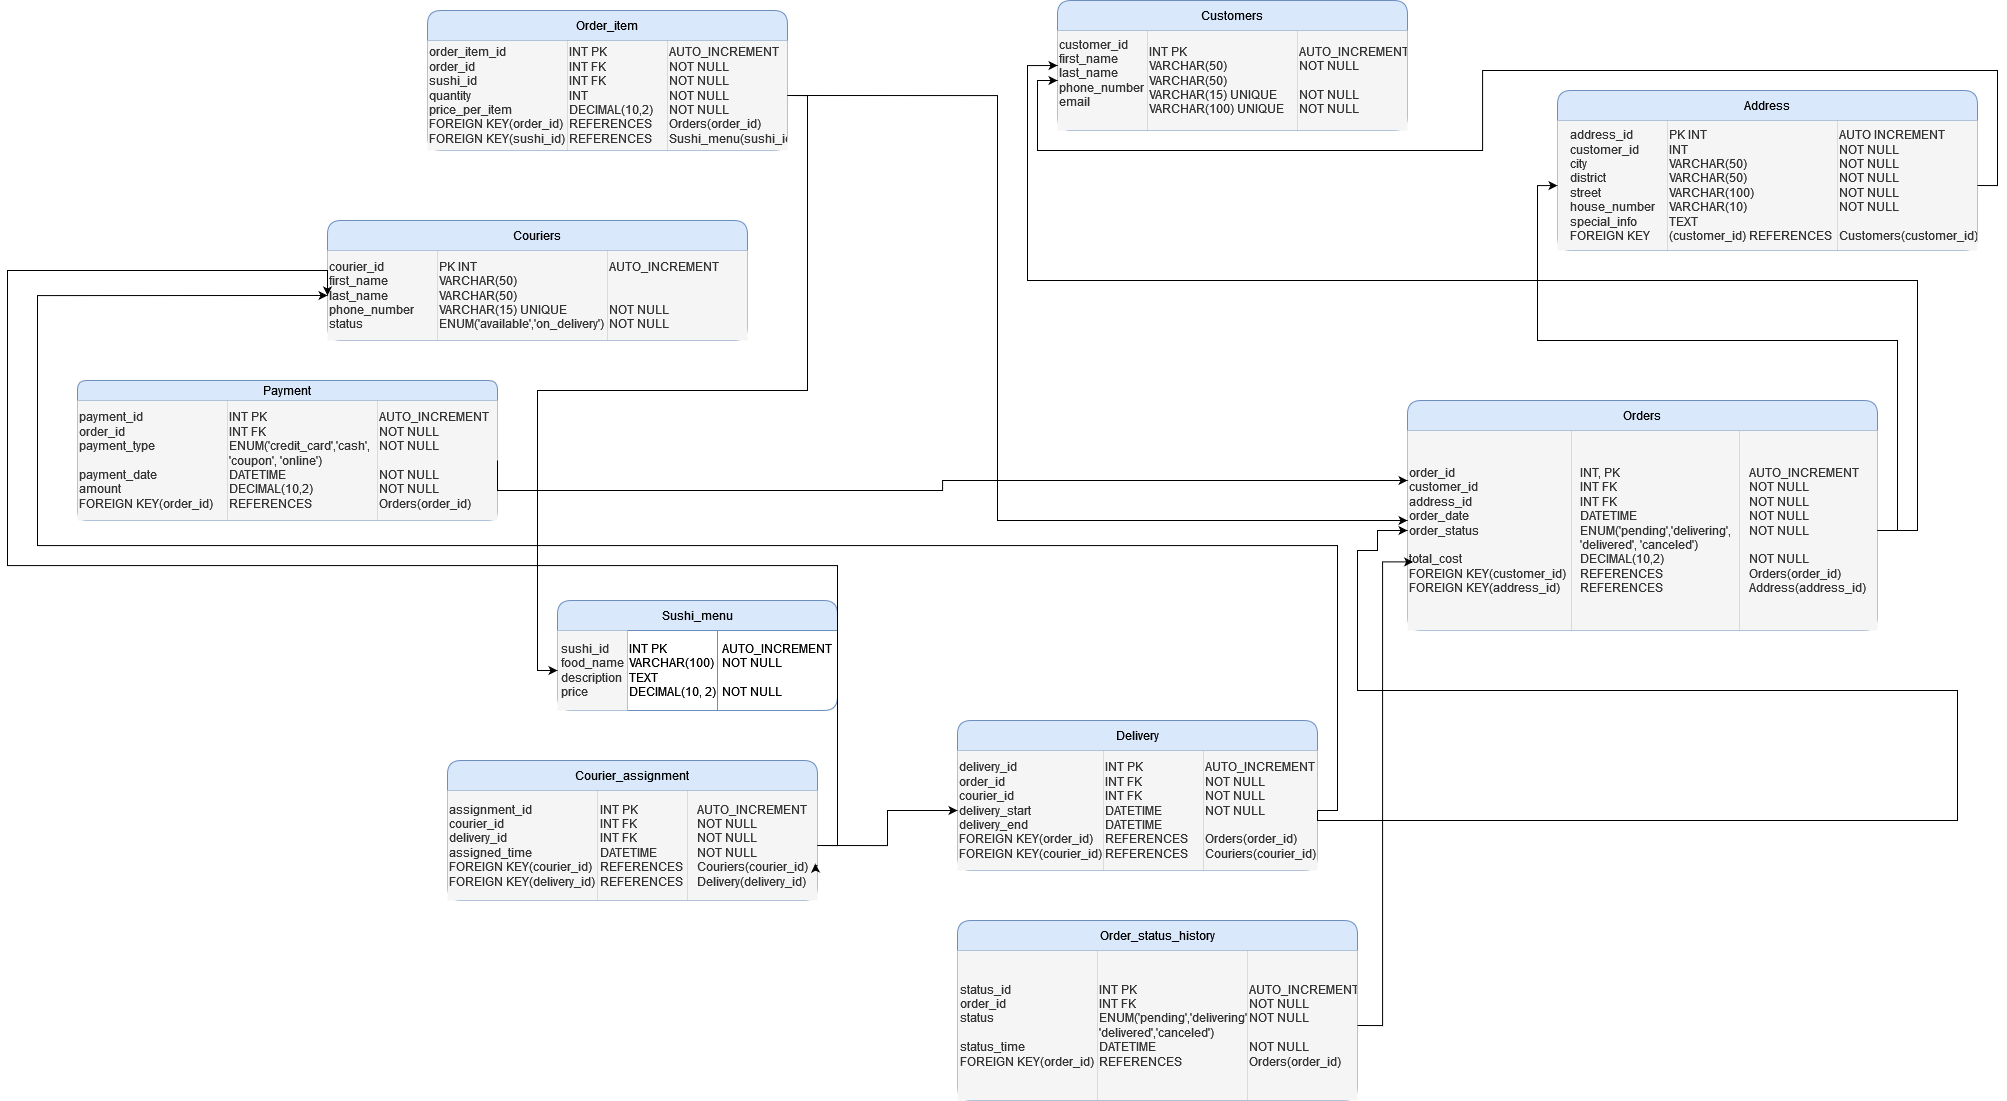 Order_item
order_item_id INT PK AUTO_INCREMENT
order_id INT FK NOT NULL
sushi_id INT FK NOT NULL
quantity INT NOT NULL
price_per_item DECIMAL(10,2) NOT NULL
FOREIGN KEY(order_id) REFERENCES Orders(order_id)
FOREIGN KEY(sushi_id) REFERENCES Sushi_menu(sushi_id
Customers
customer_id INT PK AUTO_INCREMENT
first_name VARCHAR(50) NOT NULL
last_name VARCHAR(50)
phone_number VARCHAR(15) UNIQUE NOT NULL
email VARCHAR(100) UNIQUE NOT NULL
Address
address_id PK INT AUTO INCREMENT
customer_id INT NOT NULL
city VARCHAR(50) NOT NULL
district VARCHAR(50) NOT NULL
street VARCHAR(100) NOT NULL
house_number VARCHAR(10) NOT NULL
special_info TEXT
FOREIGN KEY (customer_id) REFERENCES Customers(customer_id)
Couriers
courier_id PK INT AUTO_INCREMENT
first_name VARCHAR(50)
last_name VARCHAR(50)
phone_number VARCHAR(15) UNIQUE NOT NULL
status ENUM('available','on_delivery') NOT NULL
Payment
payment_id INT PK AUTO_INCREMENT
order_id INT FK NOT NULL
payment_type ENUM('credit_card','cash', NOT NULL
'coupon', 'online')
payment_date DATETIME NOT NULL
amount DECIMAL(10,2) NOT NULL
FOREIGN KEY(order_id) REFERENCES Orders(order_id)
Orders
order_id INT, PK AUTO_INCREMENT
customer_id INT FK NOT NULL
address_id INT FK NOT NULL
order_date DATETIME NOT NULL
order_status ENUM('pending','delivering', NOT NULL
'delivered', 'canceled')
total_cost DECIMAL(10,2) NOT NULL
FOREIGN KEY(customer_id) REFERENCES Orders(order_id)
FOREIGN KEY(address_id) REFERENCES Address(address_id)
Sushi_menu
sushi_id INT PK AUTO_INCREMENT
food_name VARCHAR(100) NOT NULL
description TEXT
price DECIMAL(10, 2) NOT NULL
Courier_assignment
assignment_id INT PK AUTO_INCREMENT
courier_id INT FK NOT NULL
delivery_id INT FK NOT NULL
assigned_time DATETIME NOT NULL
FOREIGN KEY(courier_id) REFERENCES Couriers(courier_id)
FOREIGN KEY(delivery_id) REFERENCES Delivery(delivery_id)
Delivery
delivery_id INT PK AUTO_INCREMENT
order_id INT FK NOT NULL
courier_id INT FK NOT NULL
delivery_start DATETIME NOT NULL
delivery_end DATETIME
FOREIGN KEY(order_id) REFERENCES Orders(order_id)
FOREIGN KEY(courier_id) REFERENCES Couriers(courier_id)
Order_status_history
status_id INT PK AUTO_INCREMENT
order_id INT FK NOT NULL
status ENUM('pending','delivering' NOT NULL
'delivered','canceled')
status_time DATETIME NOT NULL
FOREIGN KEY(order_id) REFERENCES Orders(order_id)